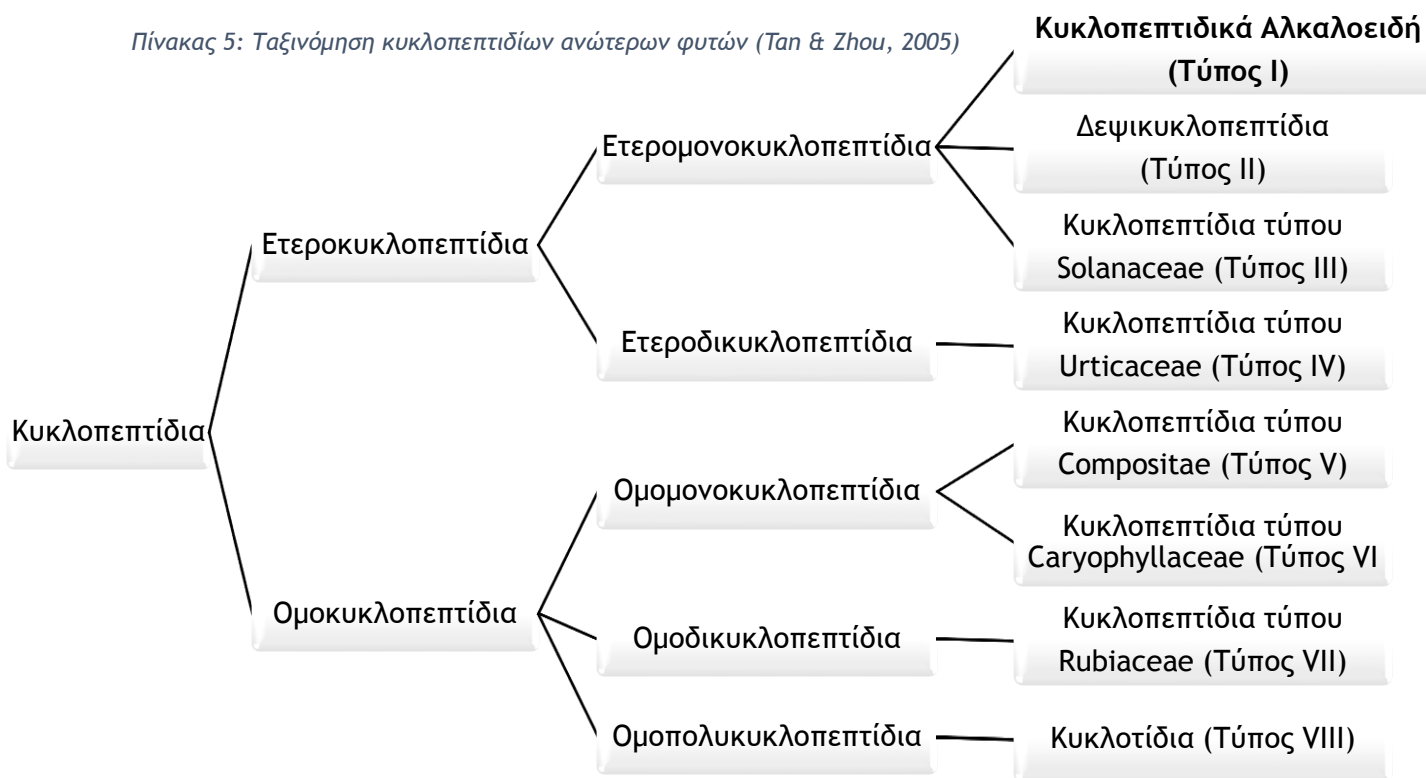 Πίνακας 5: Ταξινόμηση κυκλοπεπτιδίων ανώτερων φυτών (Tan & Zhou, 2005)
Κυκλοπεπτίδια
Ετεροκυκλοπεπτίδια
Ετερομονοκυκλοπεπτίδια
Κυκλοπεπτιδικά Αλκαλοειδή
(Τύπος I)
Δεψικυκλοπεπτίδια
(Τύπος II)
Κυκλοπεπτίδια τύπου
Solanaceae (Τύπος III)
Ετεροδικυκλοπεπτίδια
Κυκλοπεπτίδια τύπου
Urticaceae (Τύπος IV)
Ομοκυκλοπεπτίδια
Ομομονοκυκλοπεπτίδια
Κυκλοπεπτίδια τύπου
Compositae (Τύπος V)
Κυκλοπεπτίδια τύπου
Caryophyllaceae (Τύπος VI
Ομοδικυκλοπεπτίδια
Κυκλοπεπτίδια τύπου
Rubiaceae (Τύπος VII)
Ομοπολυκυκλοπεπτίδια
Κυκλοτίδια (Τύπος VIII)